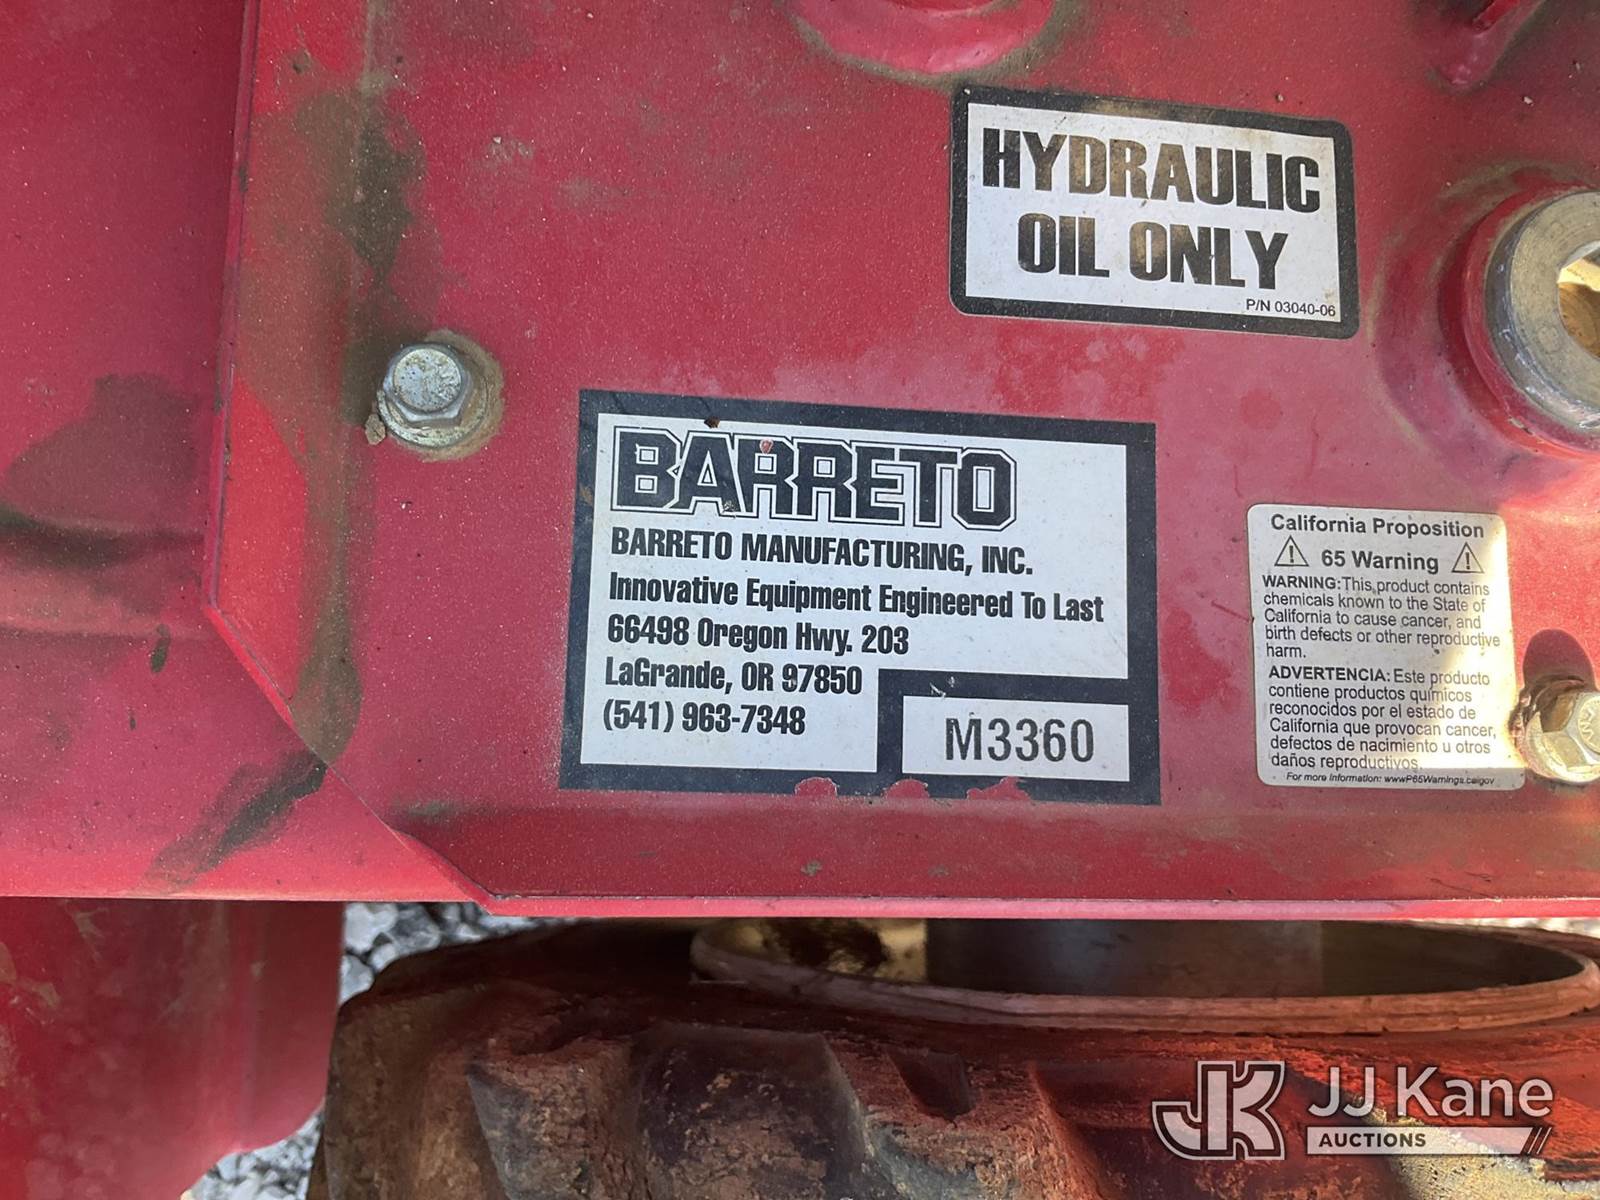 HYDRAULIC
OIL ONLY
P/N 03040-06
BARRETO
BARRETO MANUFACTURING, INC.
Innovative Equipment Engineered To Last
66498 Oregon Hwy. 203
LaGrande, OR 97850
(541) 963-7348
M3360
California Proposition
65 Warning
WARNING: This product contains
chemicals known to the State of
California to cause cancer, and
birth defects or other reproductive
harm.
ADVERTENCIA: Este producto
contiene productos químicos
reconocidos por el estado de
California que provocan cancer,
defectos de nacimiento u otros
daños reproductivos.
For more Information: wwwP65Warnings.ca/gov
JK JJ Kane
AUCTIONS